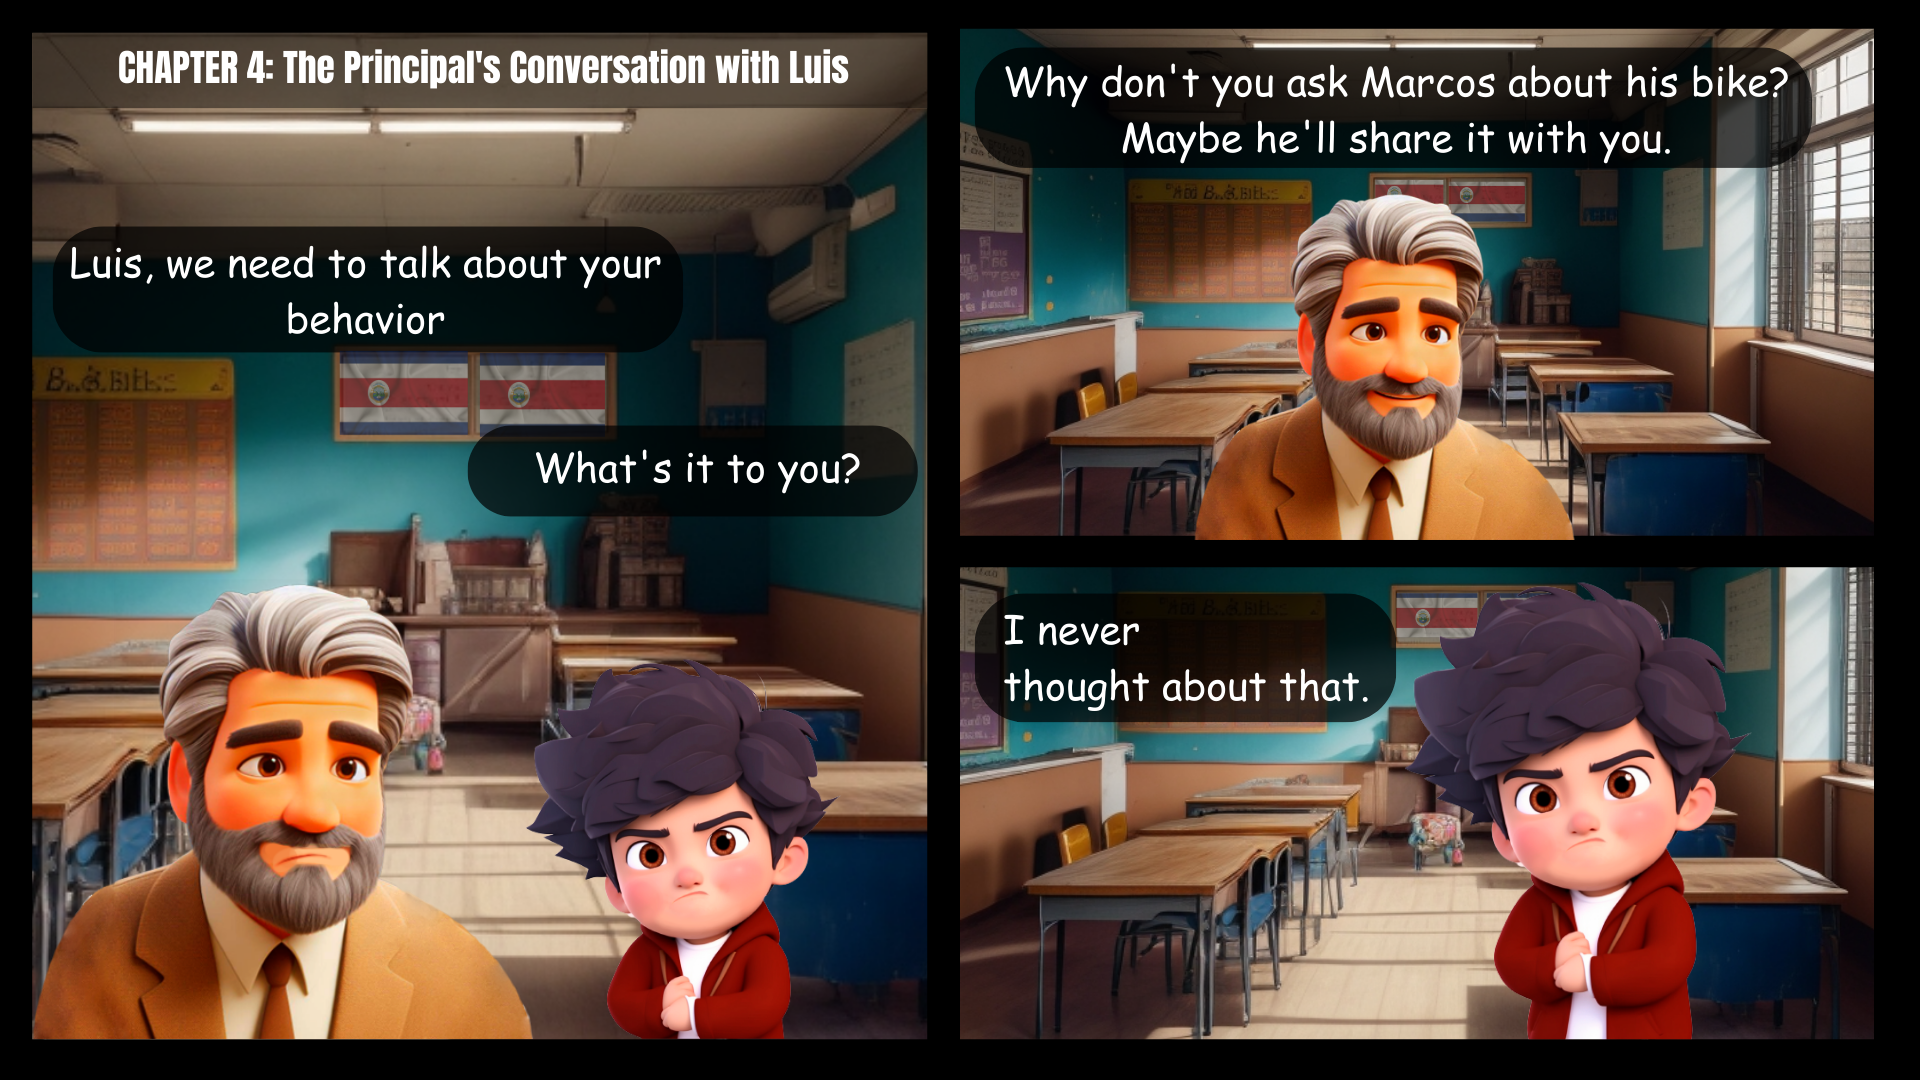 CHAPTER 4: The Principal's Conversation with Luis
Luis, we need to talk about your
behavior
What's it to you?
Why don't you ask Marcos about his bike?
Maybe he'll share it with you.
I never
thought about that.